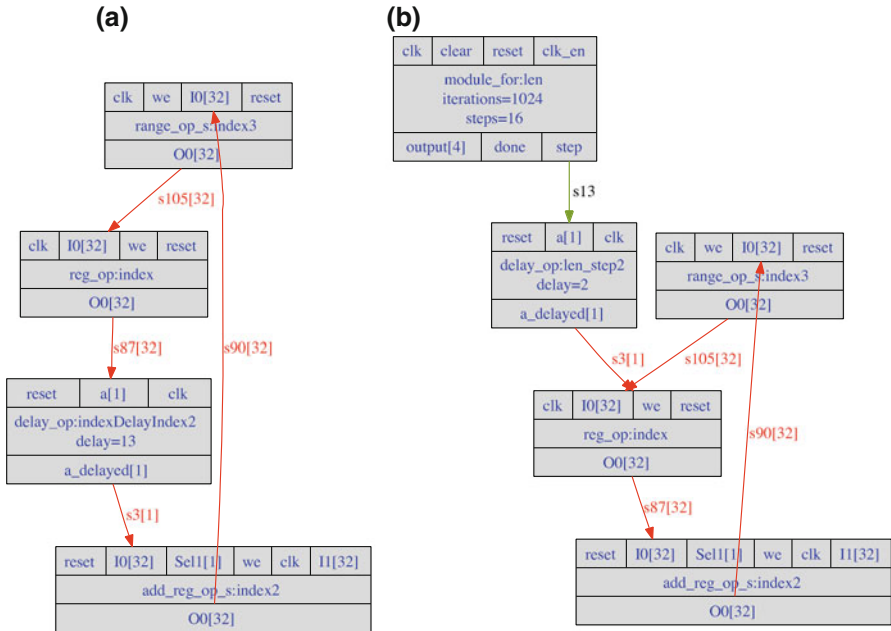 (a)
clk we I0[32] reset
range_op_s:index3
O0[32]
s105[32]
clk I0[32] we reset
reg_op:index
O0[32]
s87[32]
s90[32]
reset a[1] clk
delay_op:indexDelayIndex2
delay=13
a_delayed[1]
s3[1]
reset I0[32] Sel1[1] we clk I1[32]
add_reg_op_s:index2
O0[32]
(b)
clk clear reset clk_en
module_for:len
iterations=1024
steps=16
output[4] done step
s13
reset a[1] clk
delay_op:len_step2
delay=2
a_delayed[1]
clk we I0[32] reset
range_op_s:index3
O0[32]
s3[1]
s105[32]
clk I0[32] we reset
reg_op:index
O0[32]
s90[32]
s87[32]
reset I0[32] Sel1[1] we clk I1[32]
add_reg_op_s:index2
O0[32]